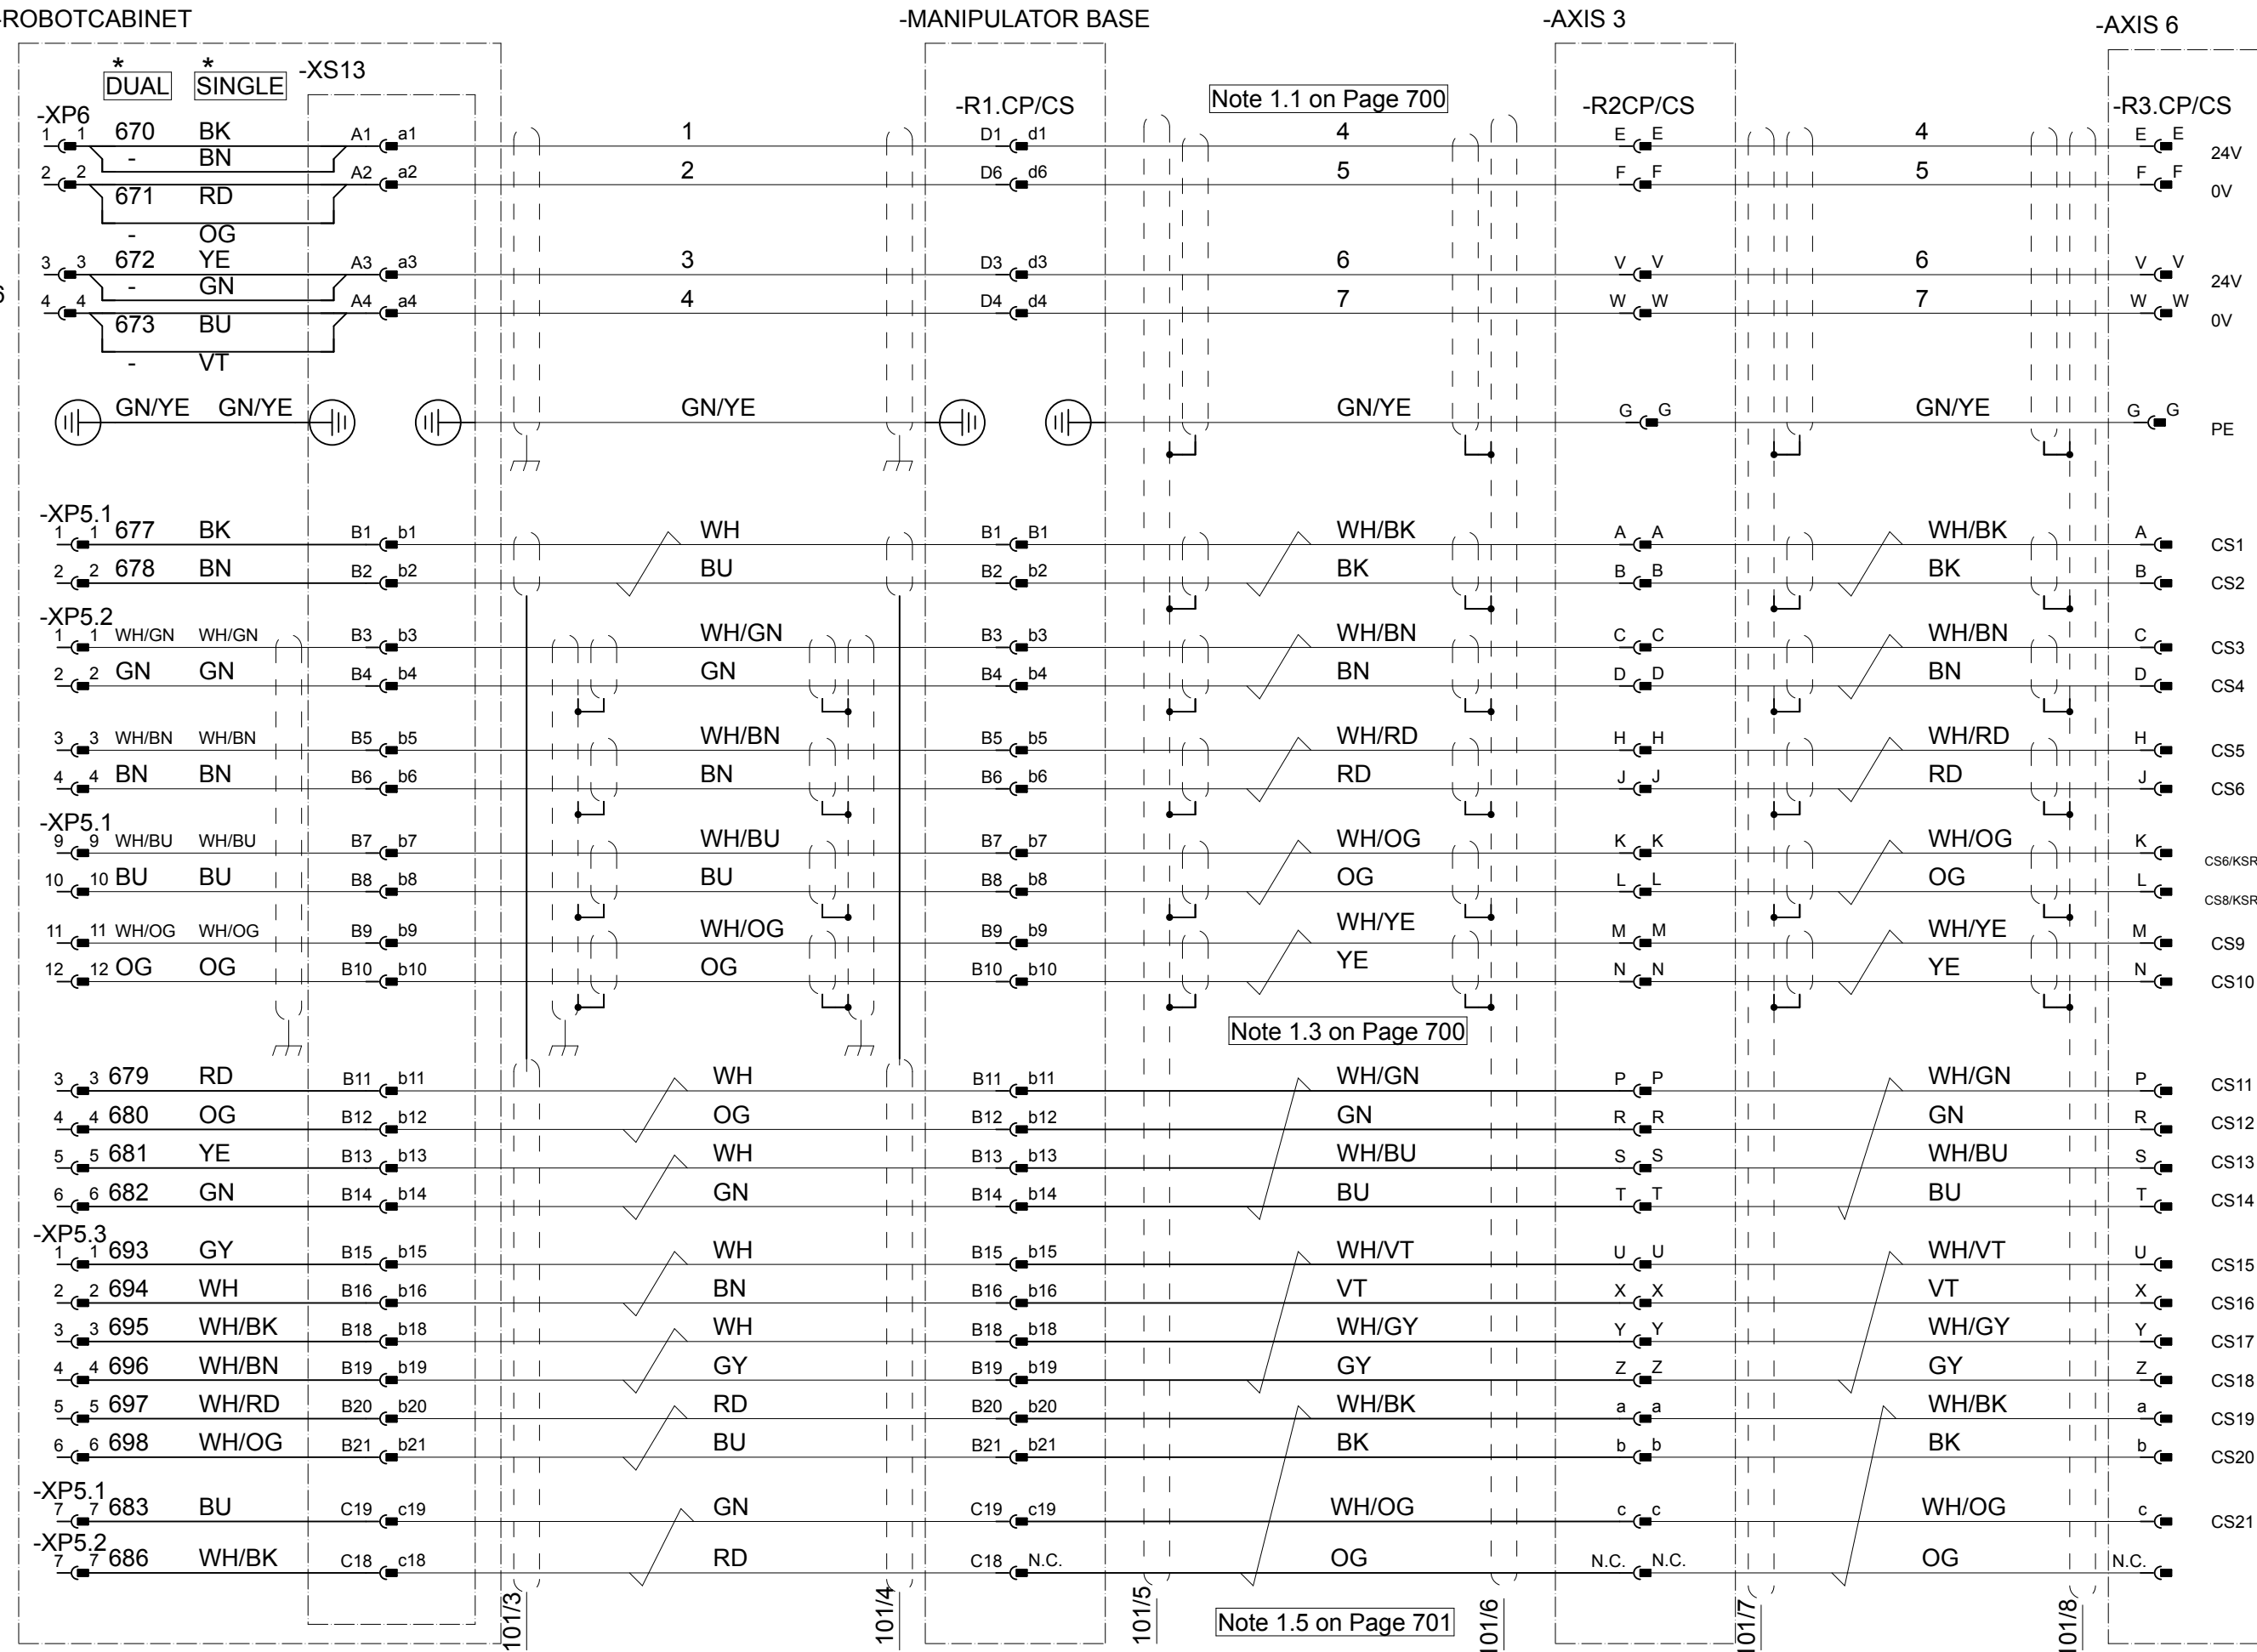 -ROBOTCABINET -MANIPULATOR BASE -AXIS 3 -AXIS 6
* *
DUAL SINGLE -XS13
Note 1.1 on Page 700
-XP6 -R1.CP/CS -R2CP/CS -R3.CP/CS
1 1 670 BK A1 a1 1 D1 d1 4 E E 4 E E 24V
- BN
2 2 A2 a2 2 D6 d6 5 F F 5 F F 0V
671 RD
- OG
3 3 672 YE A3 a3 3 D3 d3 6 V V 6 V V 24V
- GN
6
4 4 A4 a4 4 D4 d4 7 W W 7 W W 0V
673 BU
- VT
GN/YE GN/YE GN/YE GN/YE G G GN/YE G G PE
-XP5.1
1 1 677 BK B1 b1 WH B1 B1 WH/BK A A WH/BK A CS1
2 2 678 BN B2 b2 BU B2 b2 BK B B BK B CS2
-XP5.2
1 1 WH/GN WH/GN B3 b3 WH/GN B3 b3 WH/BN C C WH/BN C CS3
2 2 GN GN B4 b4 GN B4 b4 BN D D BN D CS4
3 3 WH/BN WH/BN B5 b5 WH/BN B5 b5 WH/RD H H WH/RD H CS5
4 4 BN BN B6 b6 BN B6 b6 RD J J RD J CS6
-XP5.1
9 9 WH/BU WH/BU B7 b7 WH/BU B7 b7 WH/OG K K WH/OG K CS6/KSR
10 10 BU BU B8 b8 BU B8 b8 OG L L OG L CS8/KSR
11 11 WH/OG WH/OG B9 b9 WH/OG B9 b9 WH/YE M M WH/YE M CS9
12 12 OG OG B10 b10 OG B10 b10 YE N N YE N CS10
Note 1.3 on Page 700
3 3 679 RD B11 b11 WH B11 b11 WH/GN P P WH/GN P CS11
4 4 680 OG B12 b12 OG B12 b12 GN R R GN R CS12
5 5 681 YE B13 b13 WH B13 b13 WH/BU S S WH/BU S CS13
6 6 682 GN B14 b14 GN B14 b14 BU T T BU T CS14
-XP5.3
1 1 693 GY B15 b15 WH B15 b15 WH/VT U U WH/VT U CS15
2 2 694 WH B16 b16 BN B16 b16 VT X X VT X CS16
3 3 695 WH/BK B18 b18 WH B18 b18 WH/GY Y Y WH/GY Y CS17
4 4 696 WH/BN B19 b19 GY B19 b19 GY Z Z GY Z CS18
5 5 697 WH/RD B20 b20 RD B20 b20 WH/BK a a WH/BK a CS19
6 6 698 WH/OG B21 b21 BU B21 b21 BK b b BK b CS20
-XP5.1
7 7 683 BU C19 c19 GN C19 c19 WH/OG c c WH/OG c CS21
-XP5.2
7 7 686 WH/BK C18 c18 RD C18 N.C. OG N.C. N.C. OG N.C.
101/3 101/4 101/5 101/6 101/7 101/8
Note 1.5 on Page 701